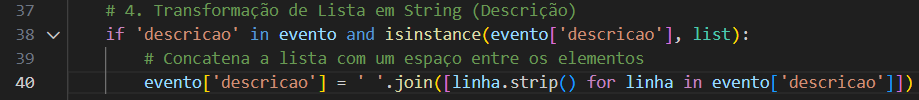 37 # 4. Transformação de Lista em String (Descrição)
38 if 'descricao' in evento and isinstance(evento['descricao'], list):
39 # Concatena a lista com um espaço entre os elementos
40 evento['descricao'] = ' '.join([linha.strip() for linha in evento['descricao']])